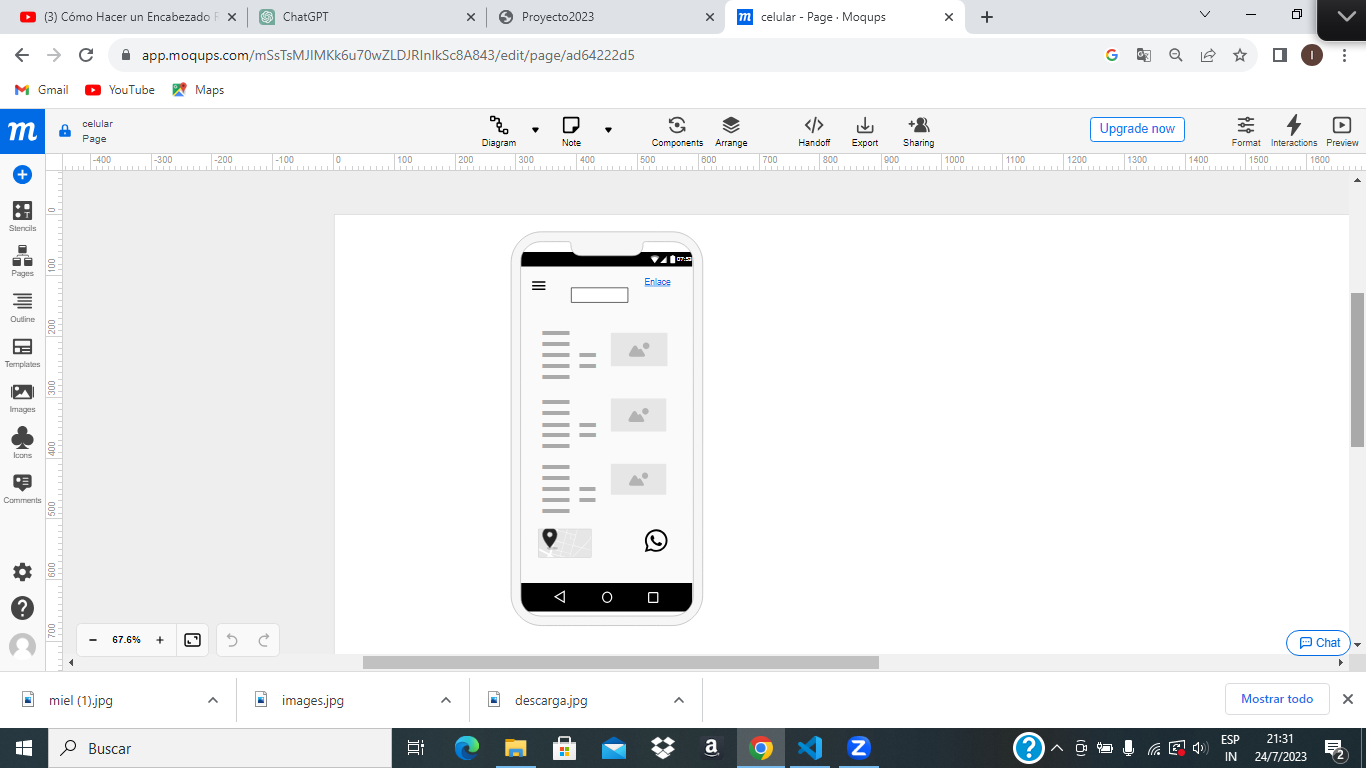 (3) Cómo Hacer un Encabezado F
ChatGPT
Proyecto2023
celular - Page · Moqups
app.moqups.com/mSsTsMJIMKk6u70wZLDJRInIkSc8A843/edit/page/ad64222d5
I
Gmail
YouTube
Maps
m
celular
Page
Diagram
Note
Components
Arrange
Handoff
Export
Sharing
Upgrade now
Format
Interactions
Preview
-400 -300 -200 -100 0 100 200 300 400 500 600 700 800 900 1000 1100 1200 1300 1400 1500 1600
0
100
200
300
400
500
600
700
Stencils
Pages
Outline
Templates
Images
Icons
Comments
07:53
Enlace
67.6%
Chat
miel (1).jpg
images.jpg
descarga.jpg
Mostrar todo
Buscar
ESP
IN
21:31
24/7/2023
2